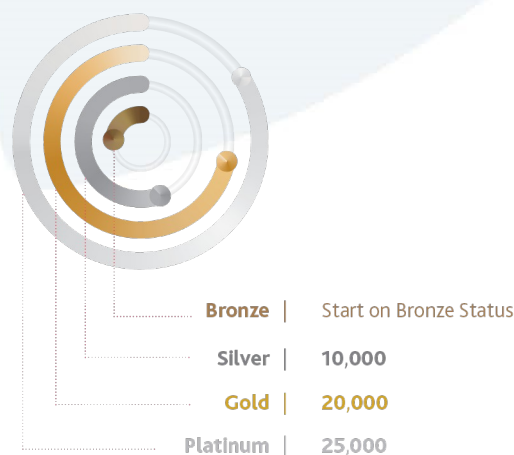 Bronze | Start on Bronze Status
Silver | 10,000
Gold | 20,000
Platinum | 25,000